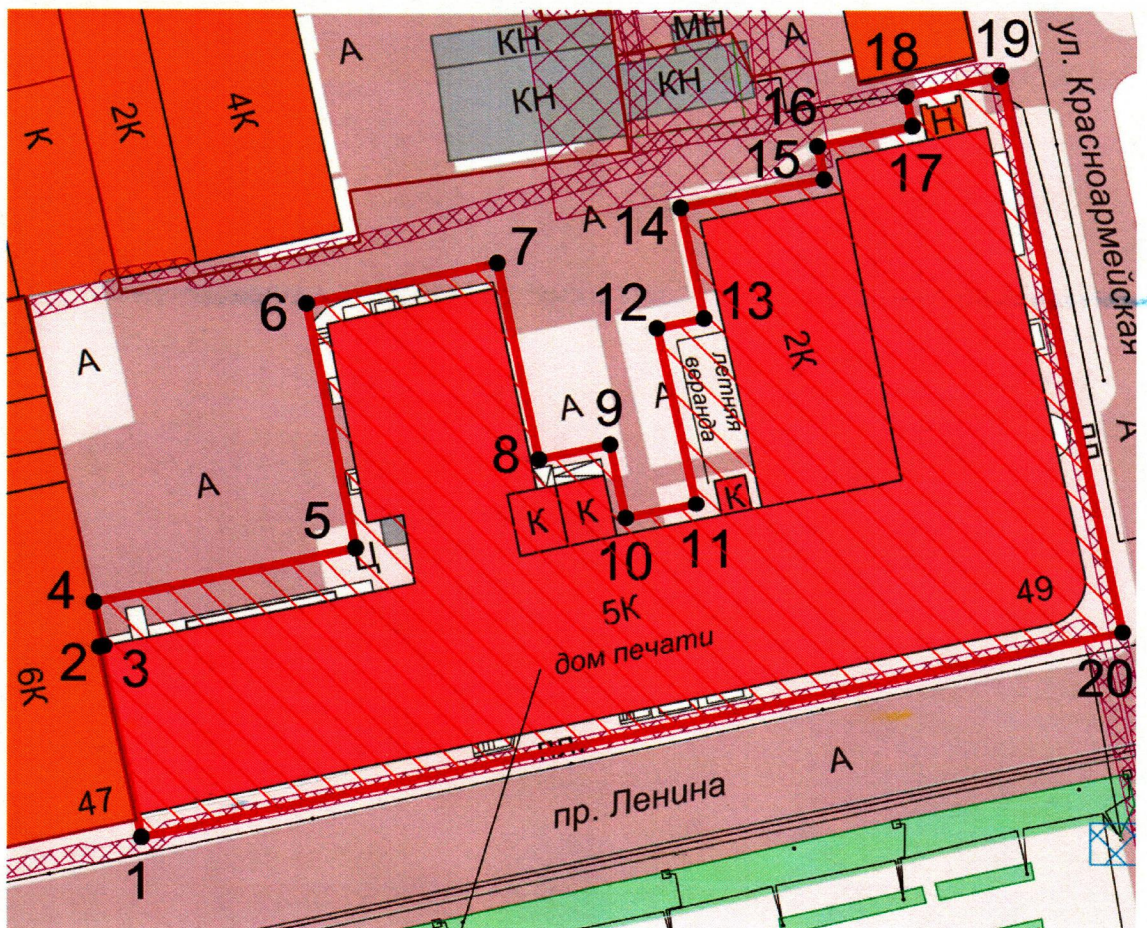 КН
МН
А
А
18
19
ул. Красноармейская
К
2К
4К
КН
КН
16
Н
15
17
А
14
7
6
12
13
2К
А
летняя
веранда
А
А
9
8
А
А
5
К
К
К
Ц
10
11
4
5К
49
2
3
дом печати
6К
20
47
А
пр. Ленина
1